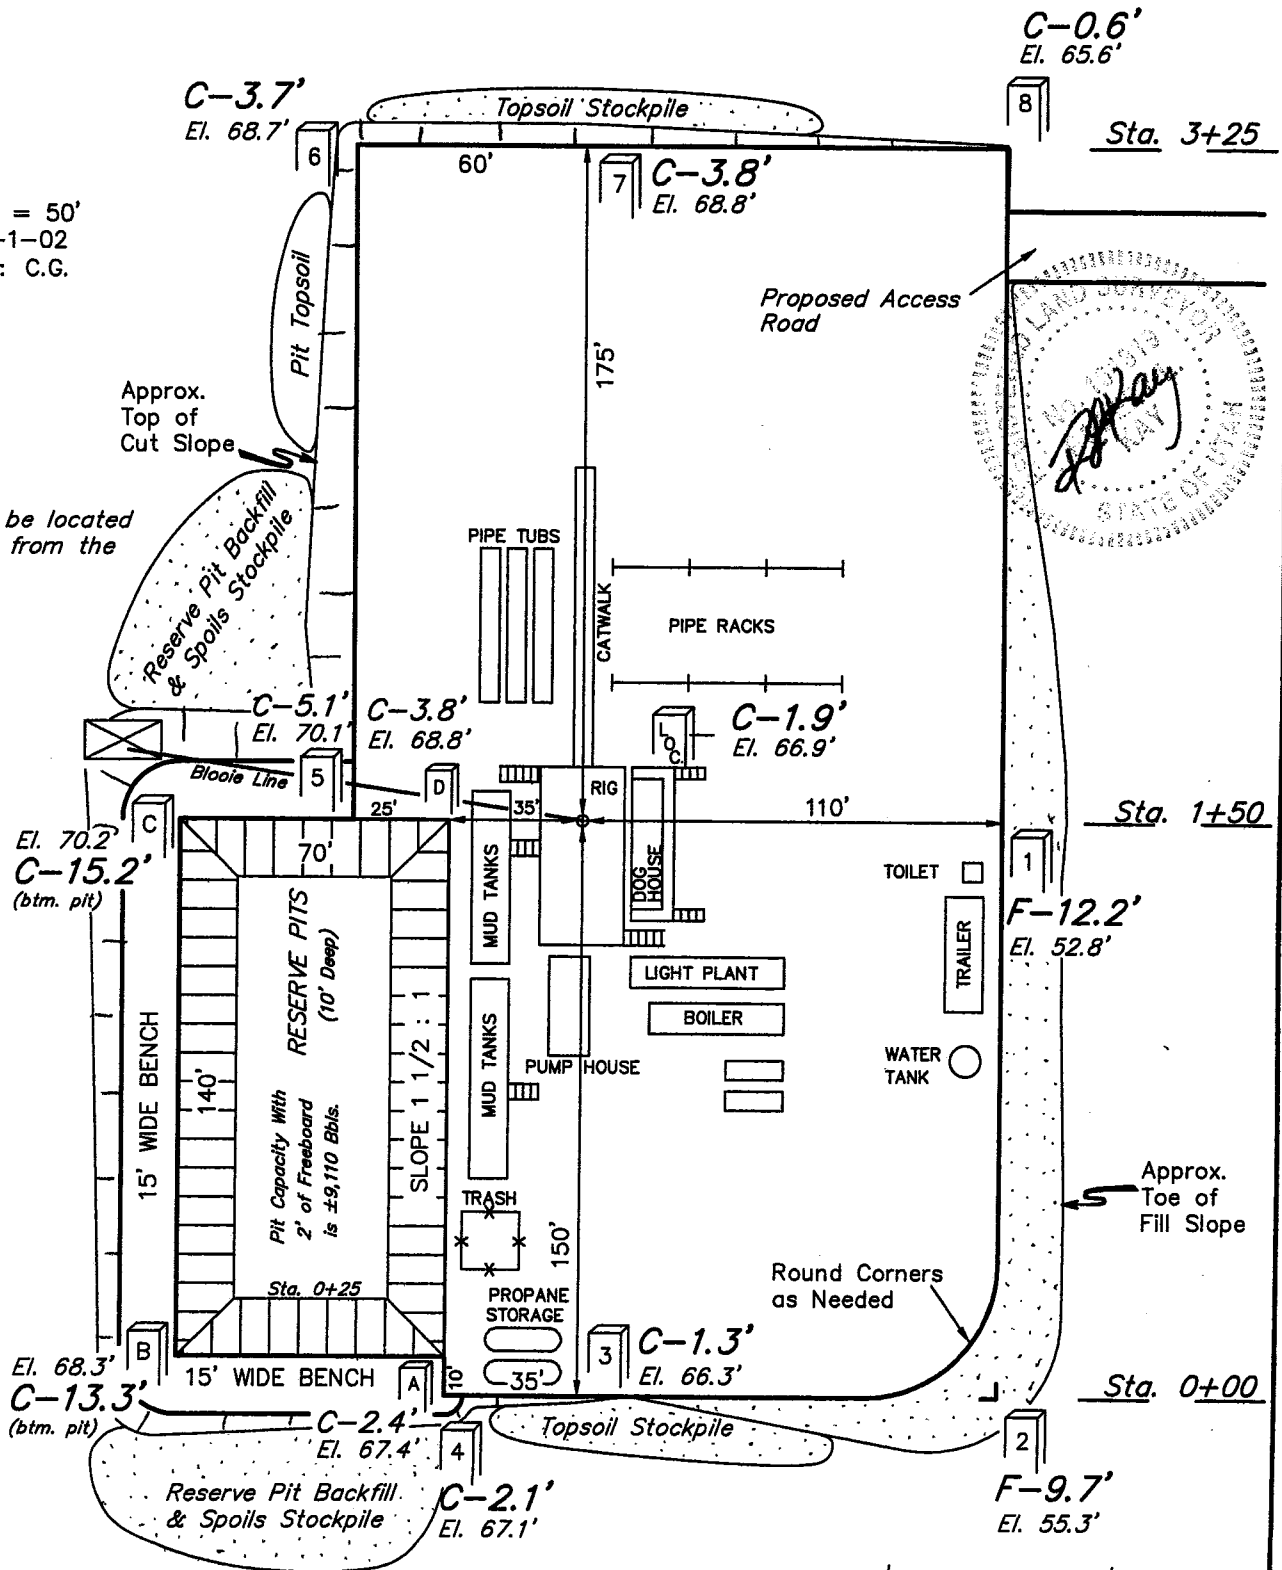 C-0.6'
El. 65.6'
8
Sta. 3+25
C-3.7'
El. 68.7'
6
Topsoil Stockpile
60'
7
C-3.8'
El. 68.8'
= 50'
-1-02
: C.G.
Pit Topsoil
175'
Proposed Access
Road
LAND SURVEYOR
No.
KAY
STATE OF UTAH
Approx.
Top of
Cut Slope
be located
from the
Reserve Pit Backfill
& Spoils Stockpile
PIPE TUBS
CATWALK
PIPE RACKS
C-5.1'
El. 70.1'
C-3.8'
El. 68.8'
LOC.
C-1.9'
El. 66.9'
Blooie Line
5
D
RIG
25'
35'
110'
Sta. 1+50
C
El. 70.2'
C-15.2'
(btm. pit)
70'
MUD TANKS
DOG
HOUSE
TOILET
1
F-12.2'
El. 52.8'
TRAILER
RESERVE PITS
(10' Deep)
LIGHT PLANT
BOILER
PUMP HOUSE
WATER
TANK
15' WIDE BENCH
140'
Pit Capacity With
2' of Freeboard
is ±9,110 Bbls.
SLOPE 1 1/2 : 1
MUD TANKS
TRASH
150'
Approx.
Toe of
Fill Slope
Sta. 0+25
PROPANE
STORAGE
Round Corners
as Needed
B
El. 68.3'
C-13.3'
(btm. pit)
15' WIDE BENCH
A
10'
35'
3
C-1.3'
El. 66.3'
Sta. 0+00
C-2.4'
El. 67.4'
4
Topsoil Stockpile
2
Reserve Pit Backfill
& Spoils Stockpile
C-2.1'
El. 67.1'
F-9.7'
El. 55.3'